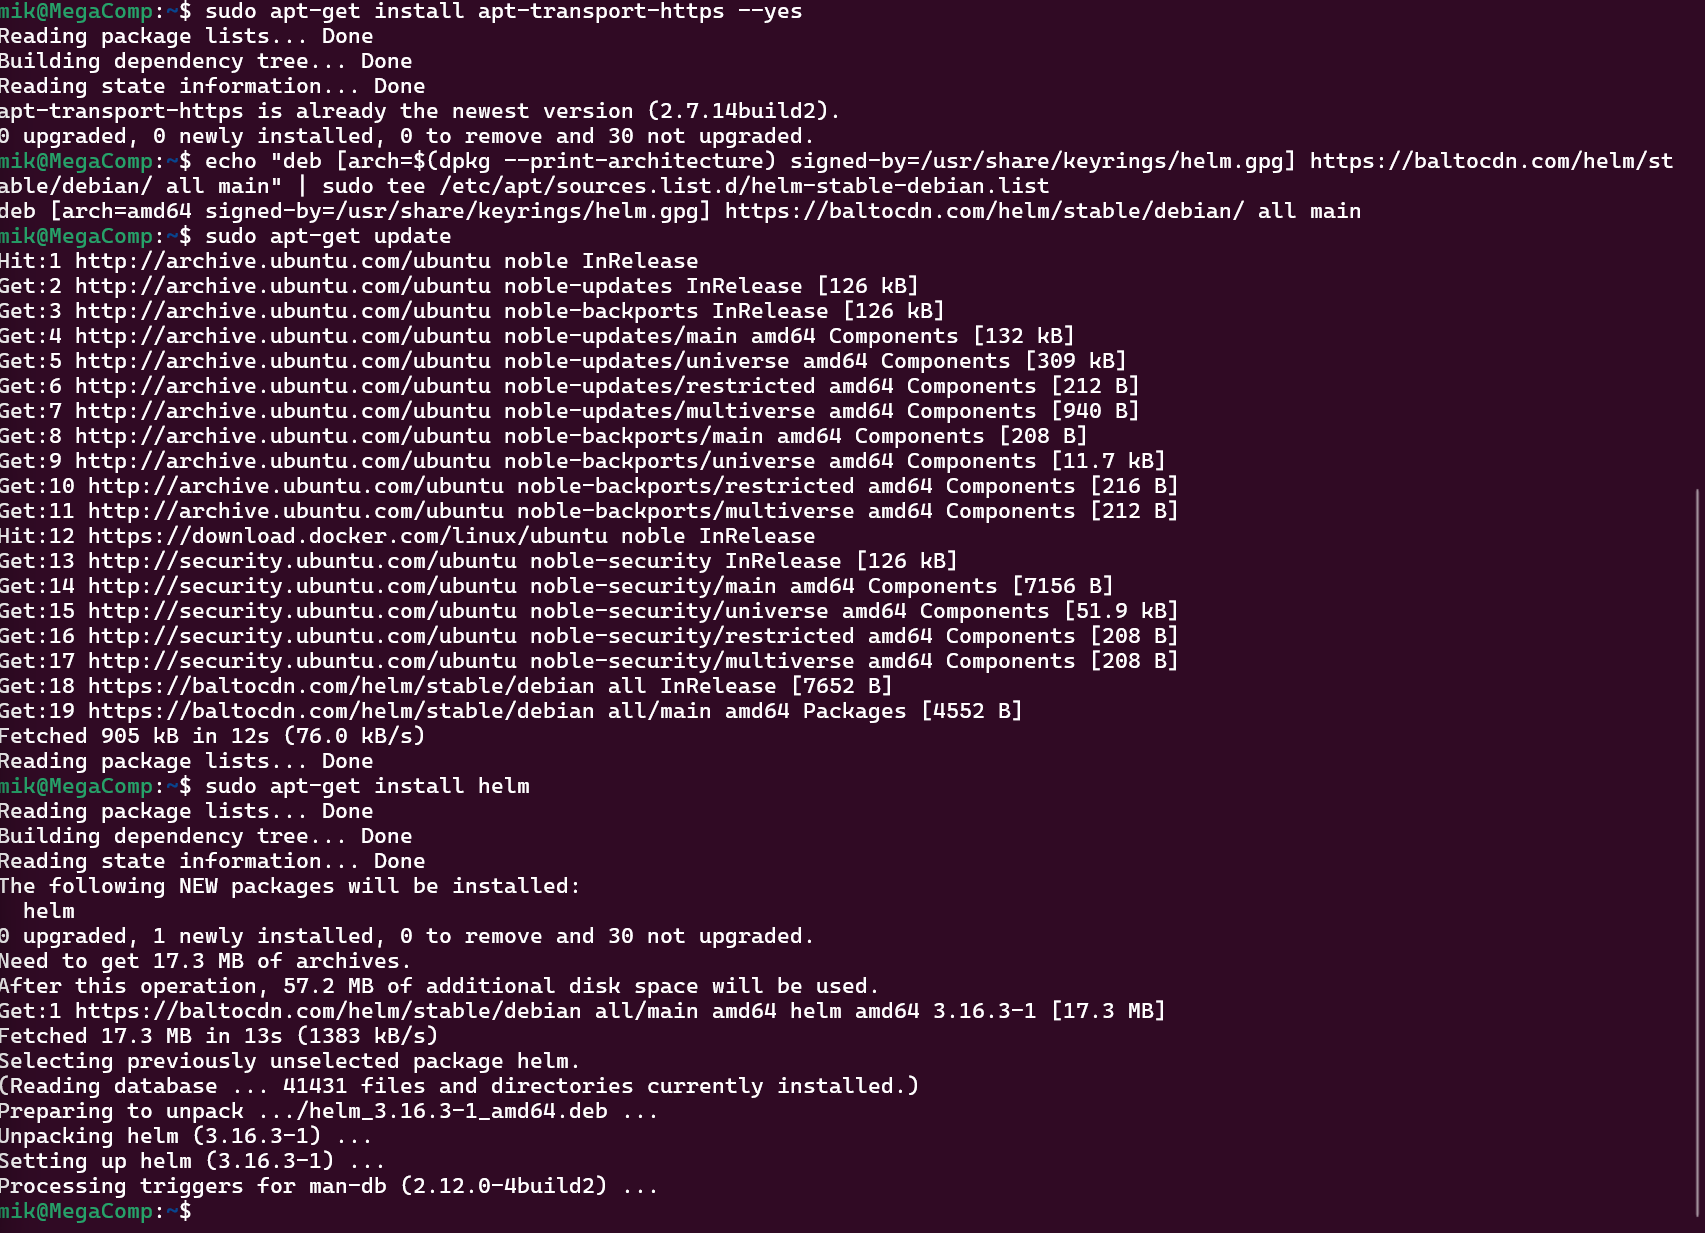 mik@MegaComp:~$ sudo apt-get install apt-transport-https --yes
Reading package lists... Done
Building dependency tree... Done
Reading state information... Done
apt-transport-https is already the newest version (2.7.14build2).
0 upgraded, 0 newly installed, 0 to remove and 30 not upgraded.
mik@MegaComp:~$ echo "deb [arch=$(dpkg --print-architecture) signed-by=/usr/share/keyrings/helm.gpg] https://baltocdn.com/helm/st
able/debian/ all main" | sudo tee /etc/apt/sources.list.d/helm-stable-debian.list
deb [arch=amd64 signed-by=/usr/share/keyrings/helm.gpg] https://baltocdn.com/helm/stable/debian/ all main
mik@MegaComp:~$ sudo apt-get update
Hit:1 http://archive.ubuntu.com/ubuntu noble InRelease
Get:2 http://archive.ubuntu.com/ubuntu noble-updates InRelease [126 kB]
Get:3 http://archive.ubuntu.com/ubuntu noble-backports InRelease [126 kB]
Get:4 http://archive.ubuntu.com/ubuntu noble-updates/main amd64 Components [132 kB]
Get:5 http://archive.ubuntu.com/ubuntu noble-updates/universe amd64 Components [309 kB]
Get:6 http://archive.ubuntu.com/ubuntu noble-updates/restricted amd64 Components [212 B]
Get:7 http://archive.ubuntu.com/ubuntu noble-updates/multiverse amd64 Components [940 B]
Get:8 http://archive.ubuntu.com/ubuntu noble-backports/main amd64 Components [208 B]
Get:9 http://archive.ubuntu.com/ubuntu noble-backports/universe amd64 Components [11.7 kB]
Get:10 http://archive.ubuntu.com/ubuntu noble-backports/restricted amd64 Components [216 B]
Get:11 http://archive.ubuntu.com/ubuntu noble-backports/multiverse amd64 Components [212 B]
Hit:12 https://download.docker.com/linux/ubuntu noble InRelease
Get:13 http://security.ubuntu.com/ubuntu noble-security InRelease [126 kB]
Get:14 http://security.ubuntu.com/ubuntu noble-security/main amd64 Components [7156 B]
Get:15 http://security.ubuntu.com/ubuntu noble-security/universe amd64 Components [51.9 kB]
Get:16 http://security.ubuntu.com/ubuntu noble-security/restricted amd64 Components [208 B]
Get:17 http://security.ubuntu.com/ubuntu noble-security/multiverse amd64 Components [208 B]
Get:18 https://baltocdn.com/helm/stable/debian all InRelease [7652 B]
Get:19 https://baltocdn.com/helm/stable/debian all/main amd64 Packages [4552 B]
Fetched 905 kB in 12s (76.0 kB/s)
Reading package lists... Done
mik@MegaComp:~$ sudo apt-get install helm
Reading package lists... Done
Building dependency tree... Done
Reading state information... Done
The following NEW packages will be installed:
  helm
0 upgraded, 1 newly installed, 0 to remove and 30 not upgraded.
Need to get 17.3 MB of archives.
After this operation, 57.2 MB of additional disk space will be used.
Get:1 https://baltocdn.com/helm/stable/debian all/main amd64 helm amd64 3.16.3-1 [17.3 MB]
Fetched 17.3 MB in 13s (1383 kB/s)
Selecting previously unselected package helm.
(Reading database ... 41431 files and directories currently installed.)
Preparing to unpack .../helm_3.16.3-1_amd64.deb ...
Unpacking helm (3.16.3-1) ...
Setting up helm (3.16.3-1) ...
Processing triggers for man-db (2.12.0-4build2) ...
mik@MegaComp:~$